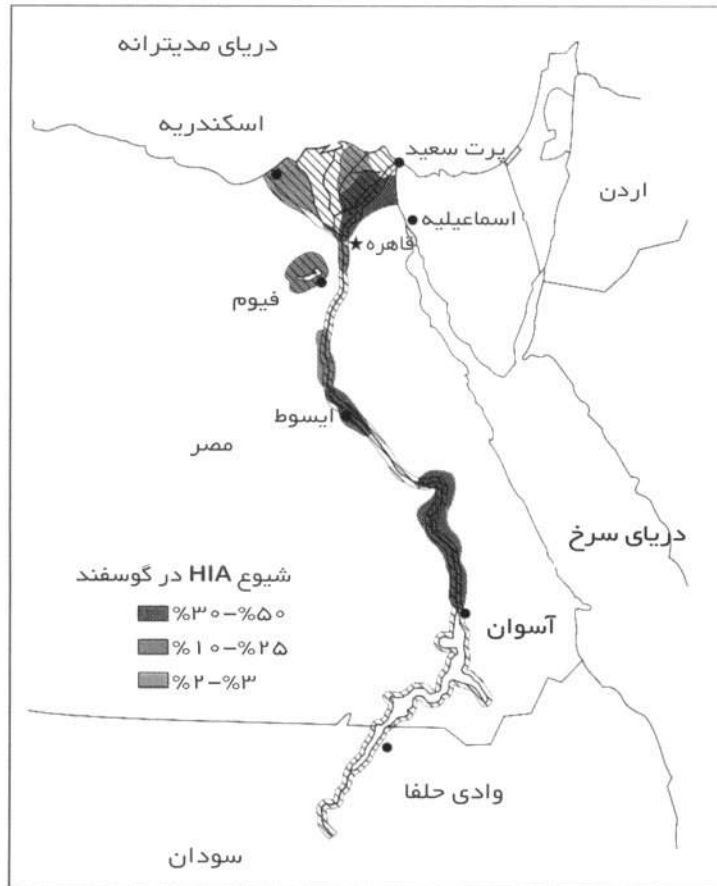 دریای مدیترانه
اسکندریه
پرت سعید
اردن
اسماعیلیه
قاهره
فیوم
ایسوط
مصر
دریای سرخ
شیوع HIA در گوسفند
%۳۰-%۵۰
%۱۰-%۲۵
%۲-%۳
آسوان
وادی حلفا
سودان